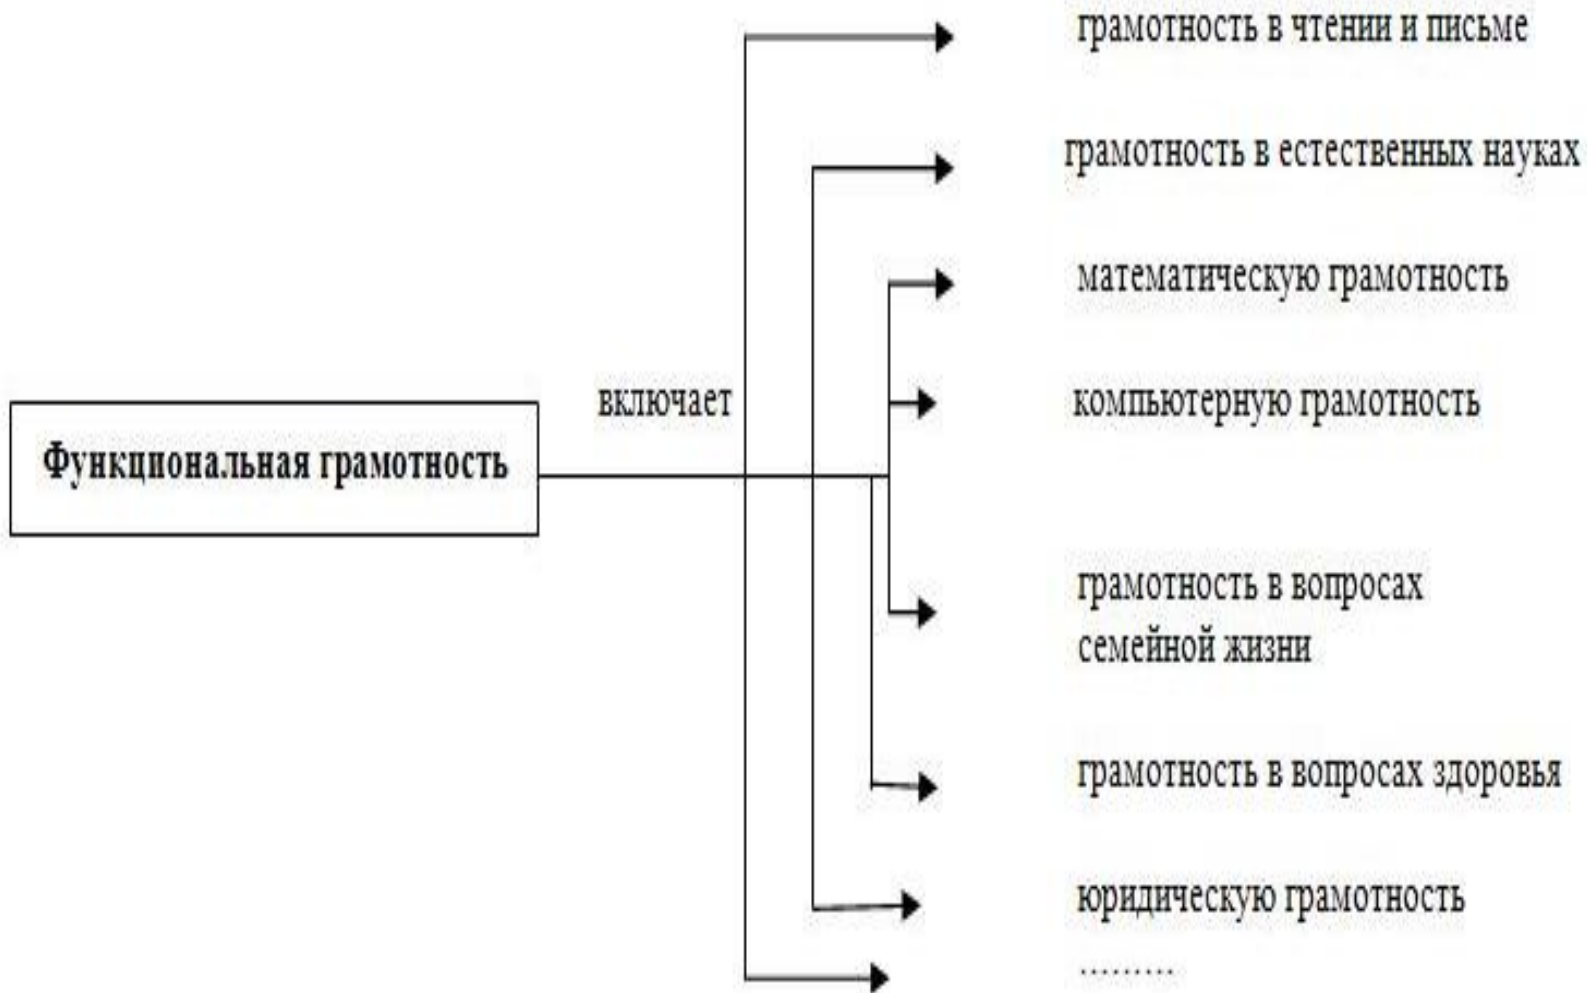 грамотность в чтении и письме
грамотность в естественных науках
математическую грамотность
включает
компьютерную грамотность
Функциональная грамотность
грамотность в вопросах
семейной жизни
грамотность в вопросах здоровья
юридическую грамотность
.........